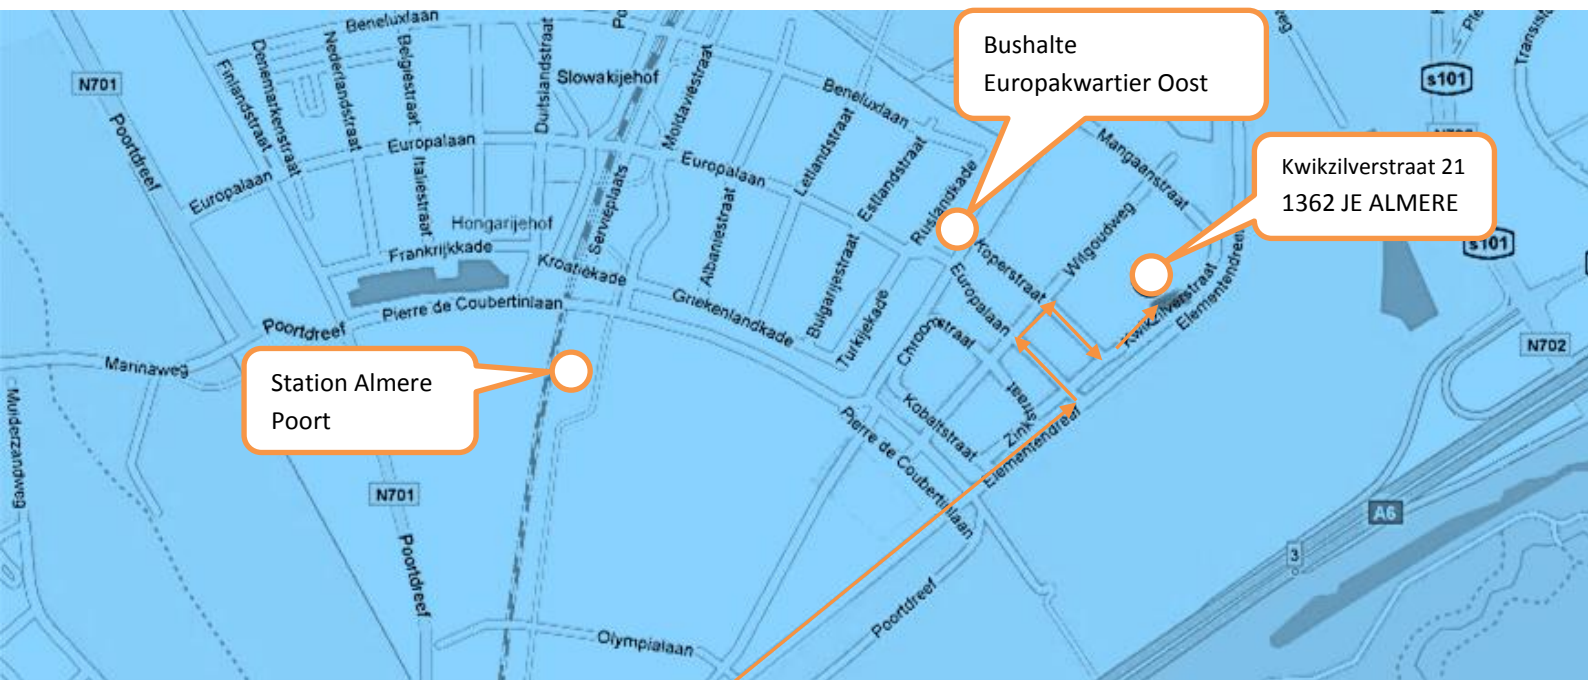 Bushalte
Europakwartier Oost
Kwikzilverstraat 21
1362 JE ALMERE
Station Almere
Poort
Beneluxlaan
Slowakijehof
Moldaviestraat
Duitslandstraat
Belgiestraat
Nederlandstraat
Denemarkenstraat
Finlandstraat
N701
Poortdreef
Europalaan
Europalaan
Italiestraat
Hongarijehof
Frankrijkkade
Kroatiekade
Servieplaats
Pierre de Coubertinlaan
Poortdreef
Marinaweg
Muiderzandweg
N701
Poortdreef
Olympialaan
Europalaan
Beneluxlaan
Letlandstraat
Estlandstraat
Ruslandkade
Albaniestraat
Bulgarijestraat
Griekenlandkade
Turkijekade
Mangaanstraat
Witgoudweg
Koperstraat
Europalaan
Chroomstraat
Zinkstraat
Kobaltstraat
Kwikzilverstraat
Elementendreef
Elementendreef
Pierre de Coubertinlaan
Poortdreef
s101
s101
N702
A6
3